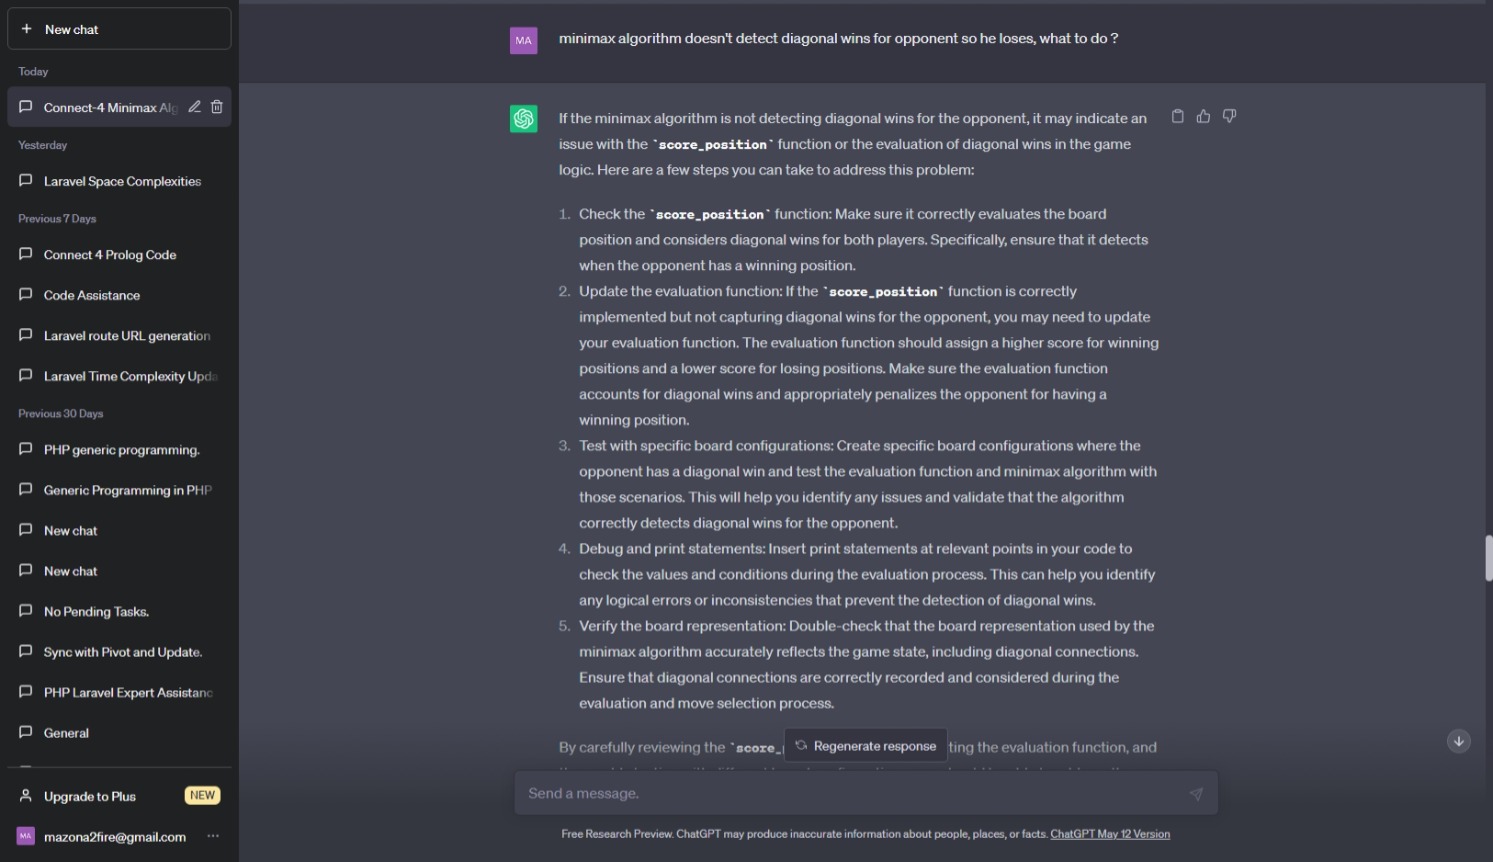 New chat
Today
Connect-4 Minimax Alg
Yesterday
Laravel Space Complexities
Previous 7 Days
Connect 4 Prolog Code
Code Assistance
Laravel route URL generation
Laravel Time Complexity Upda
Previous 30 Days
PHP generic programming.
Generic Programming in PHP
New chat
New chat
No Pending Tasks.
Sync with Pivot and Update.
PHP Laravel Expert Assistanc
General
Upgrade to Plus NEW
MA mazona2fire@gmail.com ...
MA minimax algorithm doesn't detect diagonal wins for opponent so he loses, what to do ?
If the minimax algorithm is not detecting diagonal wins for the opponent, it may indicate an
issue with the `score_position` function or the evaluation of diagonal wins in the game
logic. Here are a few steps you can take to address this problem:
1. Check the `score_position` function: Make sure it correctly evaluates the board
position and considers diagonal wins for both players. Specifically, ensure that it detects
when the opponent has a winning position.
2. Update the evaluation function: If the `score_position` function is correctly
implemented but not capturing diagonal wins for the opponent, you may need to update
your evaluation function. The evaluation function should assign a higher score for winning
positions and a lower score for losing positions. Make sure the evaluation function
accounts for diagonal wins and appropriately penalizes the opponent for having a
winning position.
3. Test with specific board configurations: Create specific board configurations where the
opponent has a diagonal win and test the evaluation function and minimax algorithm with
those scenarios. This will help you identify any issues and validate that the algorithm
correctly detects diagonal wins for the opponent.
4. Debug and print statements: Insert print statements at relevant points in your code to
check the values and conditions during the evaluation process. This can help you identify
any logical errors or inconsistencies that prevent the detection of diagonal wins.
5. Verify the board representation: Double-check that the board representation used by the
minimax algorithm accurately reflects the game state, including diagonal connections.
Ensure that diagonal connections are correctly recorded and considered during the
evaluation and move selection process.
By carefully reviewing the `score_ Regenerate response ting the evaluation function, and
Send a message.
Free Research Preview. ChatGPT may produce inaccurate information about people, places, or facts. ChatGPT May 12 Version